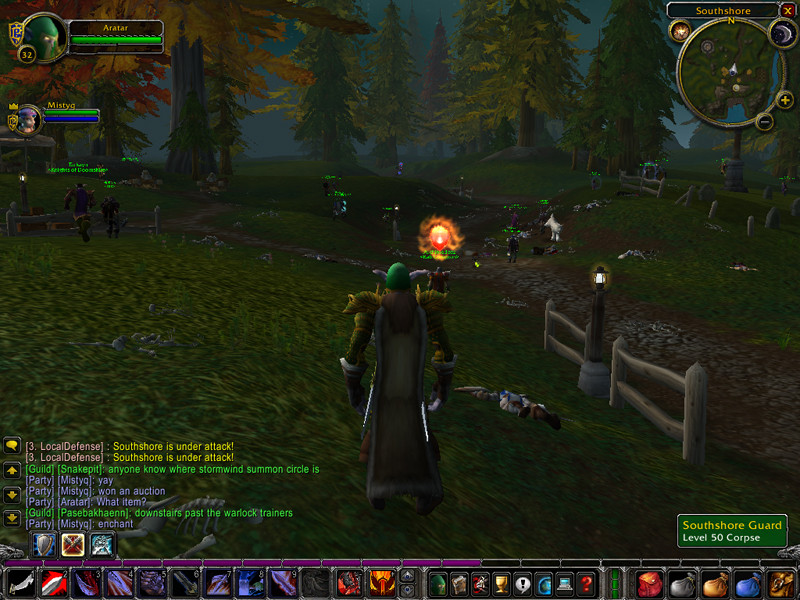 Aratar
32
Mistyq
Southshore
N
[3. LocalDefense] : Southshore is under attack!
[3. LocalDefense] : Southshore is under attack!
[Guild] [Snakepit]: anyone know where stormwind summon circle is
[Party] [Mistyq]: yay
[Party] [Mistyq]: won an auction
[Party] [Aratar]: What item?
[Guild] [Pasebakhaenn]: downstairs past the warlock trainers
[Party] [Mistyq]: enchant
Southshore Guard
Level 50 Corpse